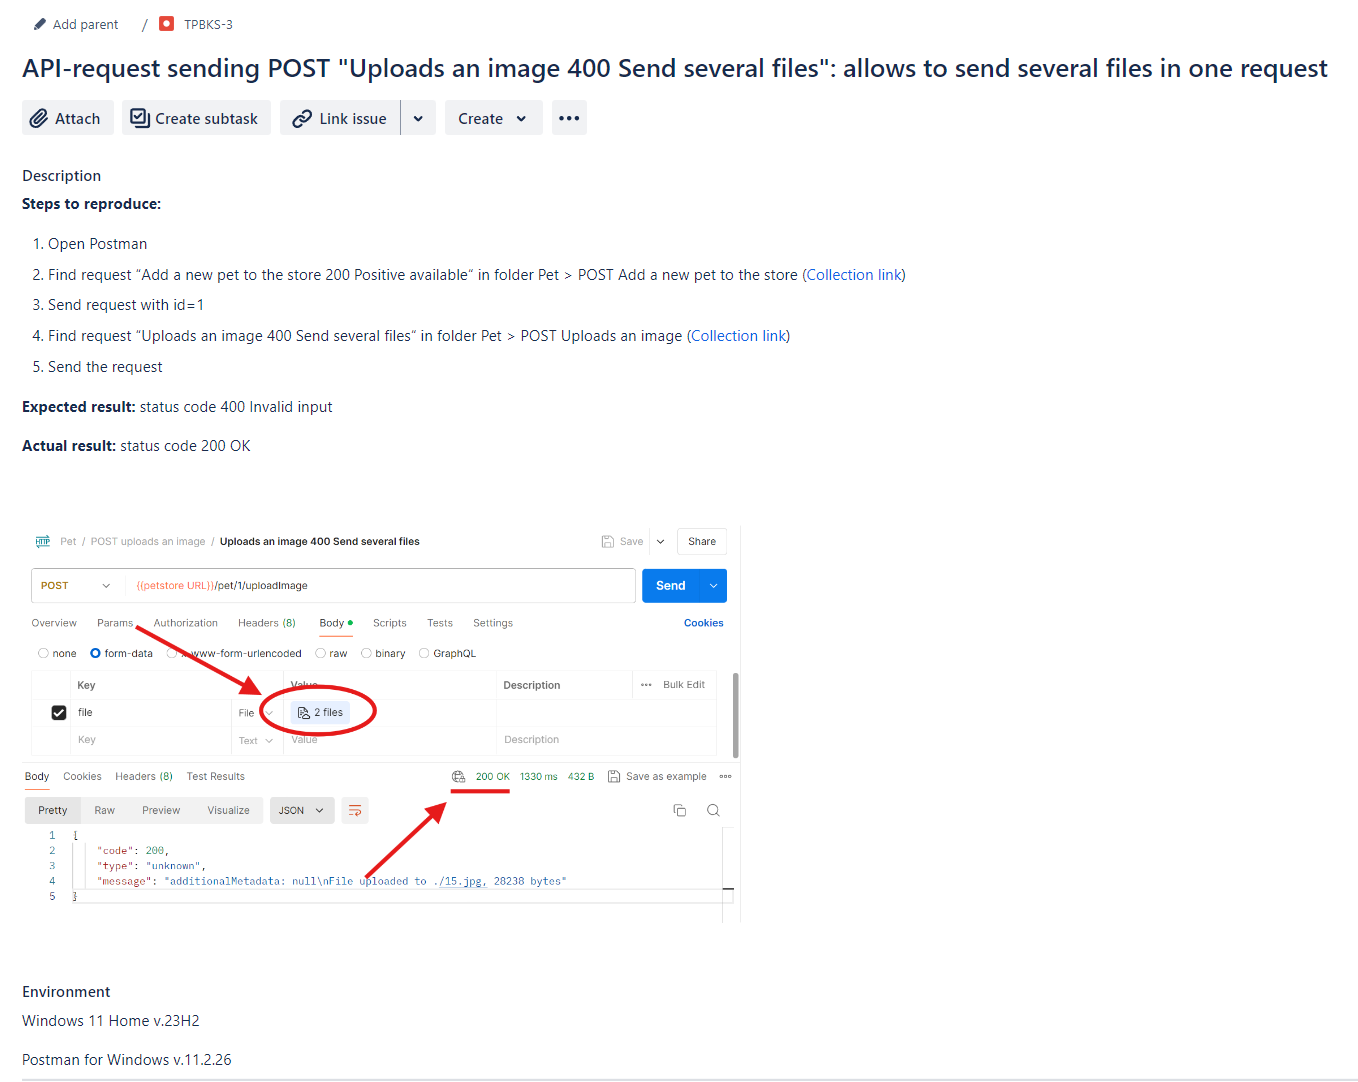 Add parent / TPBKS-3
API-request sending POST "Uploads an image 400 Send several files": allows to send several files in one request
Attach Create subtask Link issue Create •••
Description
Steps to reproduce:
1. Open Postman
2. Find request “Add a new pet to the store 200 Positive available“ in folder Pet > POST Add a new pet to the store (Collection link)
3. Send request with id=1
4. Find request “Uploads an image 400 Send several files“ in folder Pet > POST Uploads an image (Collection link)
5. Send the request
Expected result: status code 400 Invalid input
Actual result: status code 200 OK
HTTP Pet / POST uploads an image / Uploads an image 400 Send several files Save Share
POST {{petstore URL}}/pet/1/uploadImage Send
Overview Params Authorization Headers (8) Body Scripts Tests Settings Cookies
none form-data x-www-form-urlencoded raw binary GraphQL
Key Value Description ••• Bulk Edit
file File 2 files
Key Text Value Description
Body Cookies Headers (8) Test Results 200 OK 1330 ms 432 B Save as example
Pretty Raw Preview Visualize JSON
1 {
2 "code": 200,
3 "type": "unknown",
4 "message": "additionalMetadata: null\nFile uploaded to ./15.jpg, 28238 bytes"
5 }
Environment
Windows 11 Home v.23H2
Postman for Windows v.11.2.26